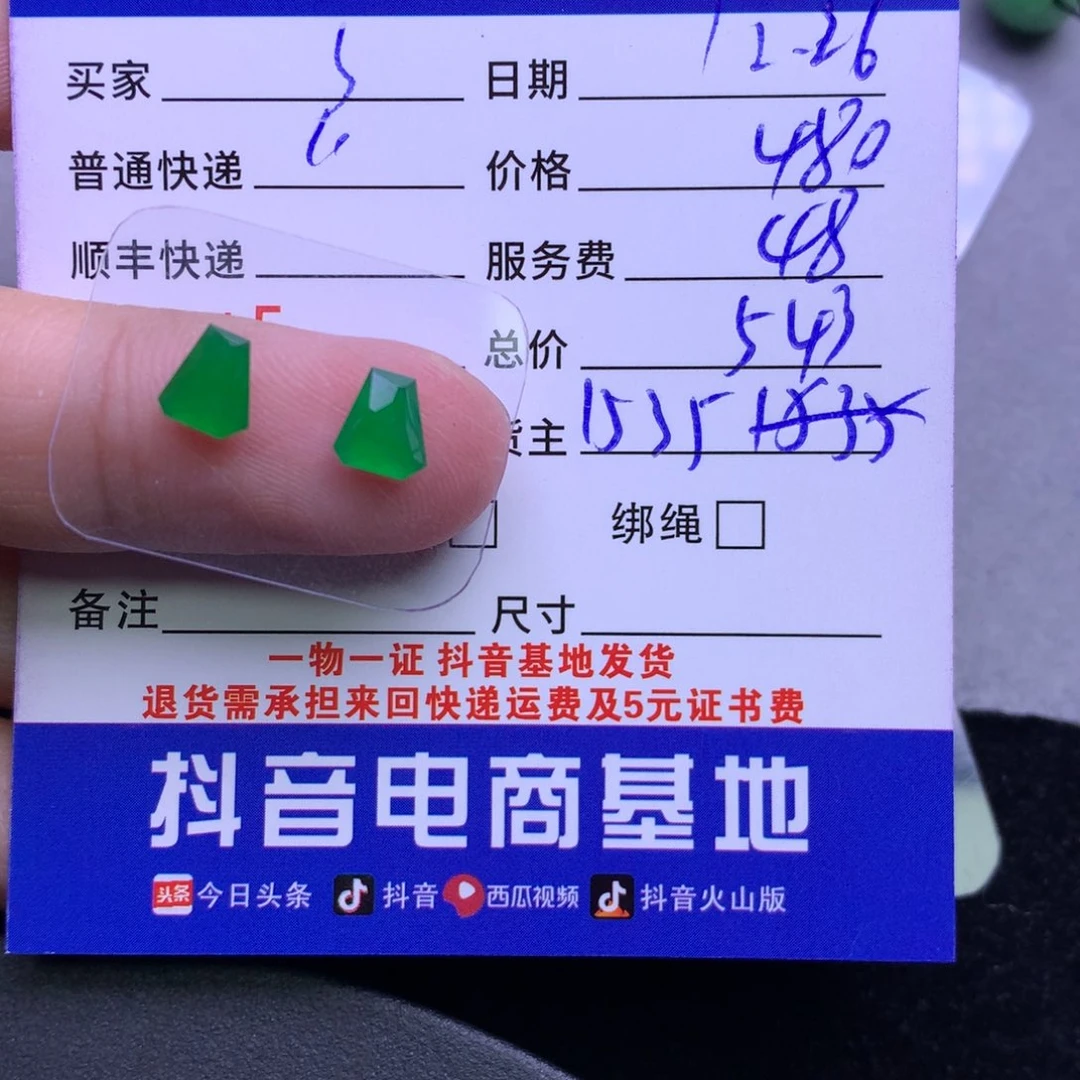 买家 日期 12-26
普通快递 6 价格 480
顺丰快递 服务费 48
总价 543
货主 1535
绑绳
备注 尺寸
一物一证 抖音基地发货
退货需承担来回快递运费及5元证书费
抖音电商基地
头条 今日头条 抖音 西瓜视频 抖音火山版